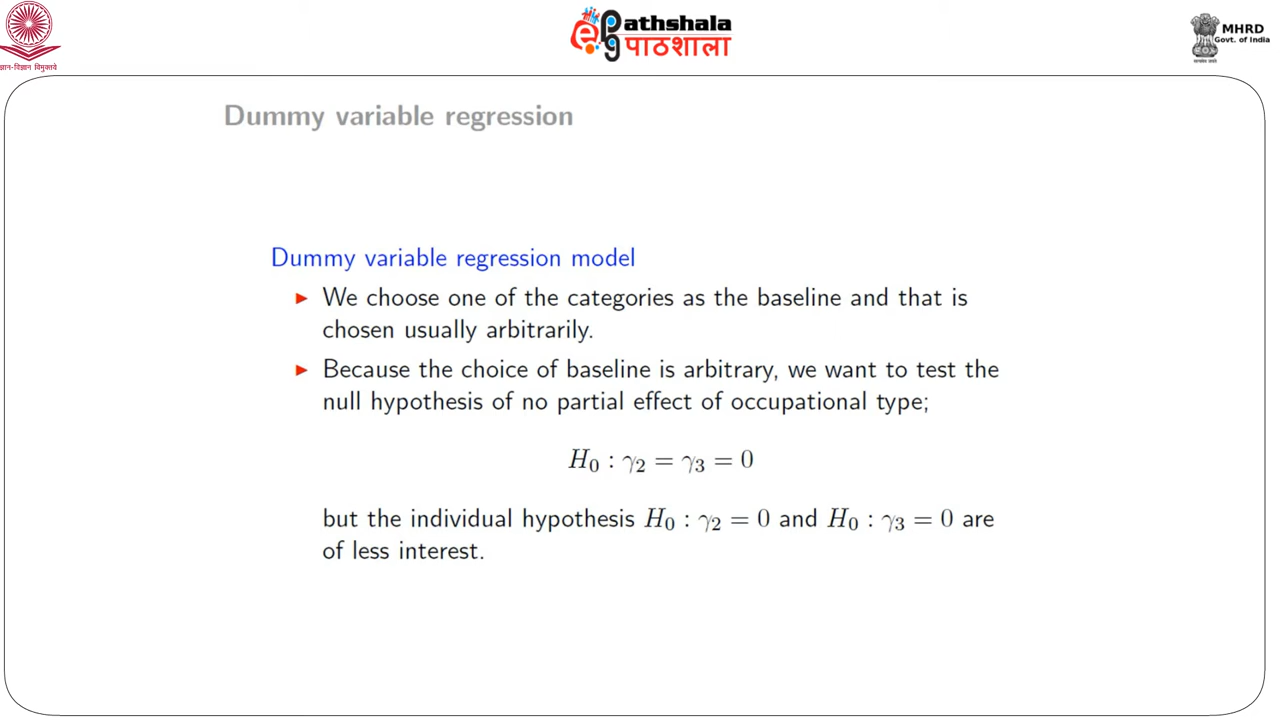 ePathshala
पाठशाला
MHRD
Govt. of India
ज्ञान-विज्ञान विमुक्तये
Dummy variable regression
Dummy variable regression model
▶ We choose one of the categories as the baseline and that is
chosen usually arbitrarily.
▶ Because the choice of baseline is arbitrary, we want to test the
null hypothesis of no partial effect of occupational type;
H₀ : γ₂ = γ₃ = 0
but the individual hypothesis H₀ : γ₂ = 0 and H₀ : γ₃ = 0 are
of less interest.